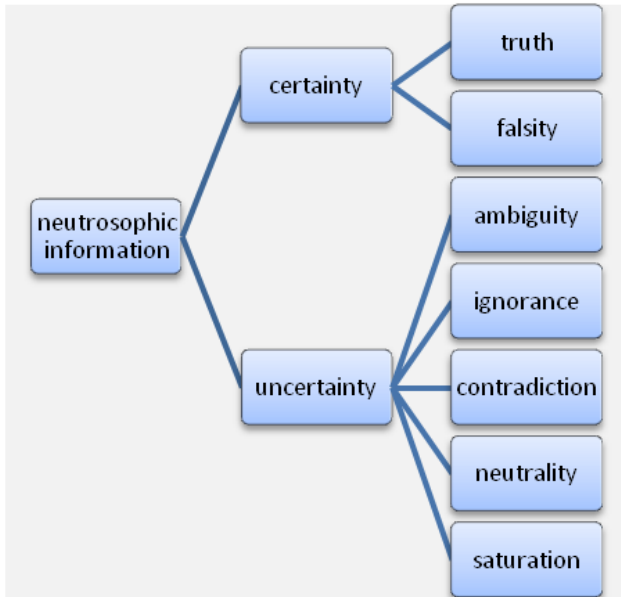 neutrosophic
information
certainty
truth
falsity
uncertainty
ambiguity
ignorance
contradiction
neutrality
saturation